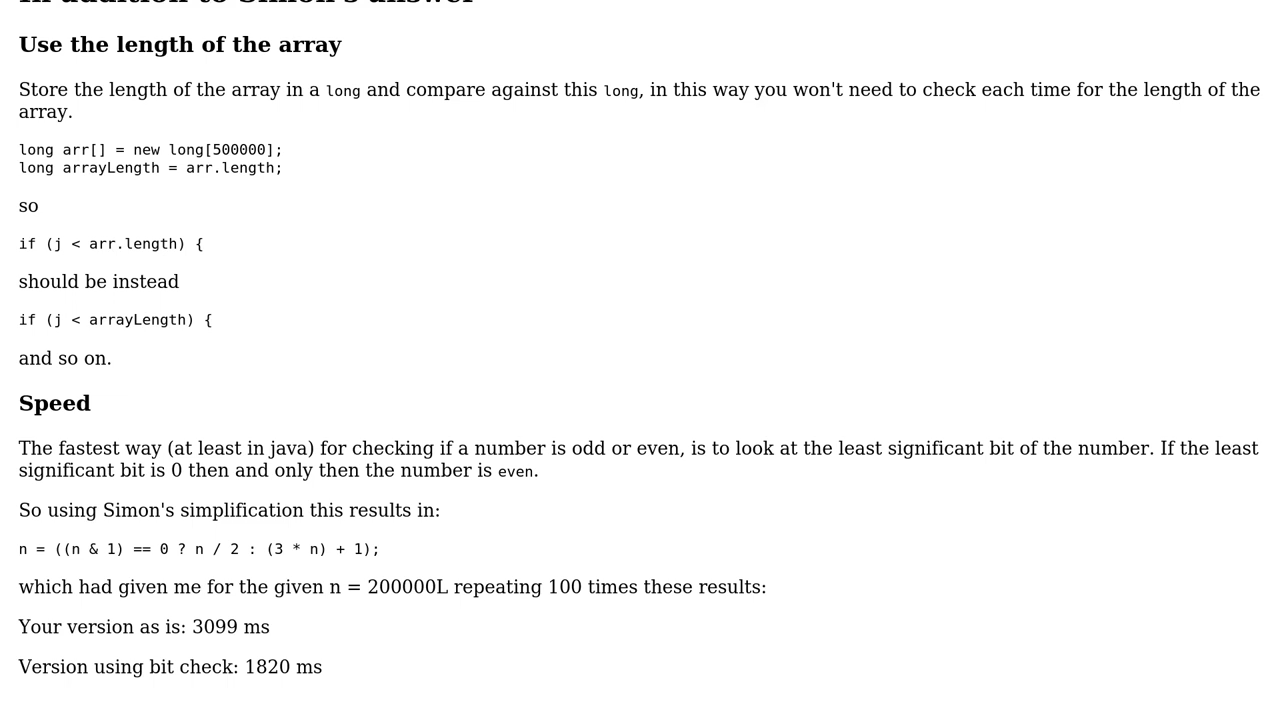 In addition to Simon's answer
Use the length of the array
Store the length of the array in a long and compare against this long, in this way you won't need to check each time for the length of the
array.
long arr[] = new long[500000];
long arrayLength = arr.length;
so
if (j < arr.length) {
should be instead
if (j < arrayLength) {
and so on.
Speed
The fastest way (at least in java) for checking if a number is odd or even, is to look at the least significant bit of the number. If the least
significant bit is 0 then and only then the number is even.
So using Simon's simplification this results in:
n = ((n & 1) == 0 ? n / 2 : (3 * n) + 1);
which had given me for the given n = 200000L repeating 100 times these results:
Your version as is: 3099 ms
Version using bit check: 1820 ms